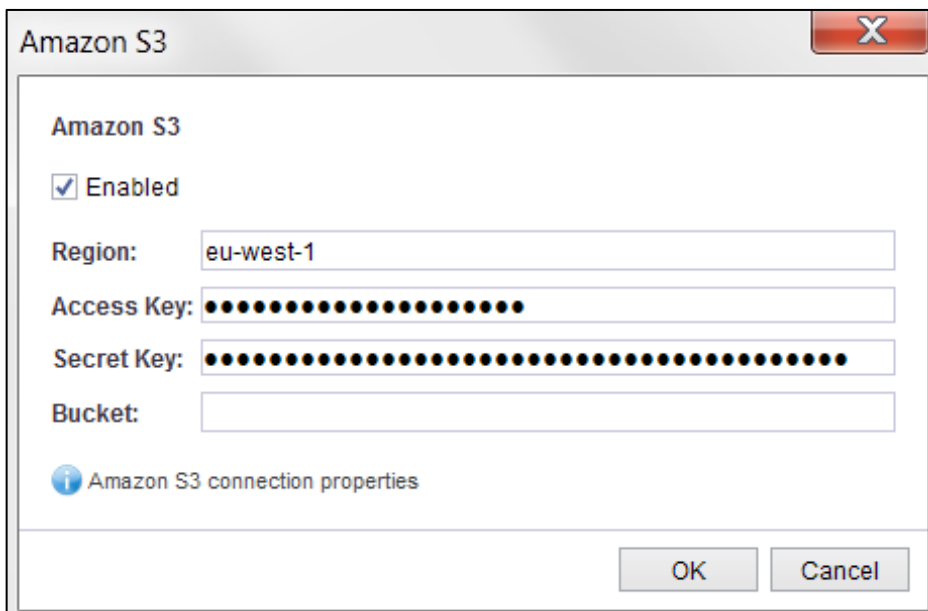 Amazon S3
Amazon S3
Enabled
Region: eu-west-1
Access Key: ●●●●●●●●●●●●●●●●●●●●
Secret Key: ●●●●●●●●●●●●●●●●●●●●●●●●●●●●●●●●●●●●●●●●
Bucket:
Amazon S3 connection properties
OK Cancel